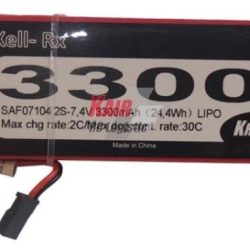 Kell- Rx
3300
SAF07104 2S-7,4V 3300mAh (24,4Wh) LIPO
Max chg rate:2C/Max rate: 30C
Made in China